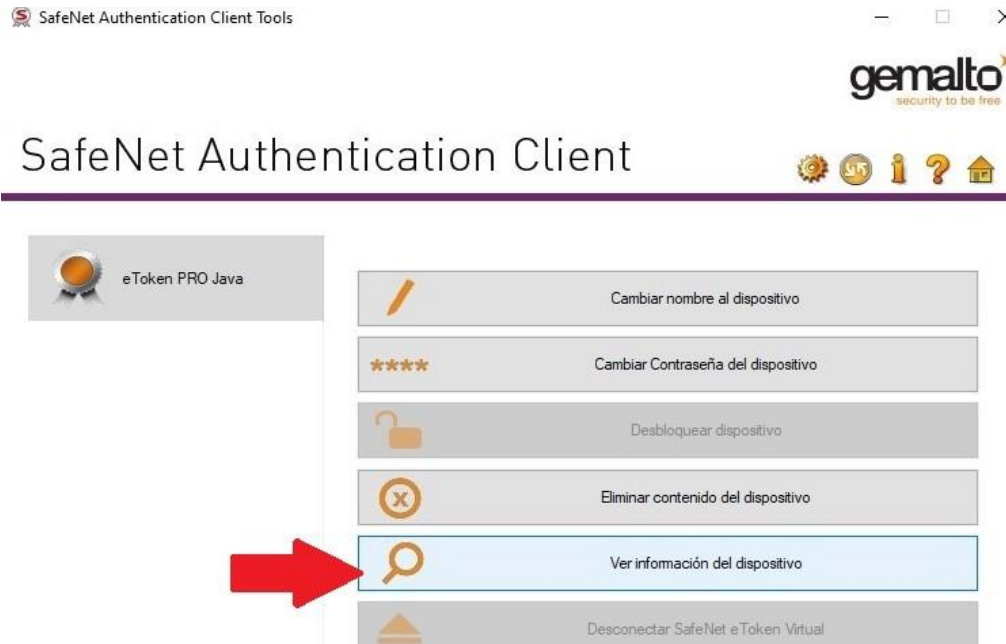 SafeNet Authentication Client Tools
gemalto
security to be free
SafeNet Authentication Client
eToken PRO Java
Cambiar nombre al dispositivo
**** Cambiar Contraseña del dispositivo
Desbloquear dispositivo
Eliminar contenido del dispositivo
Ver información del dispositivo
Desconectar SafeNet eToken Virtual